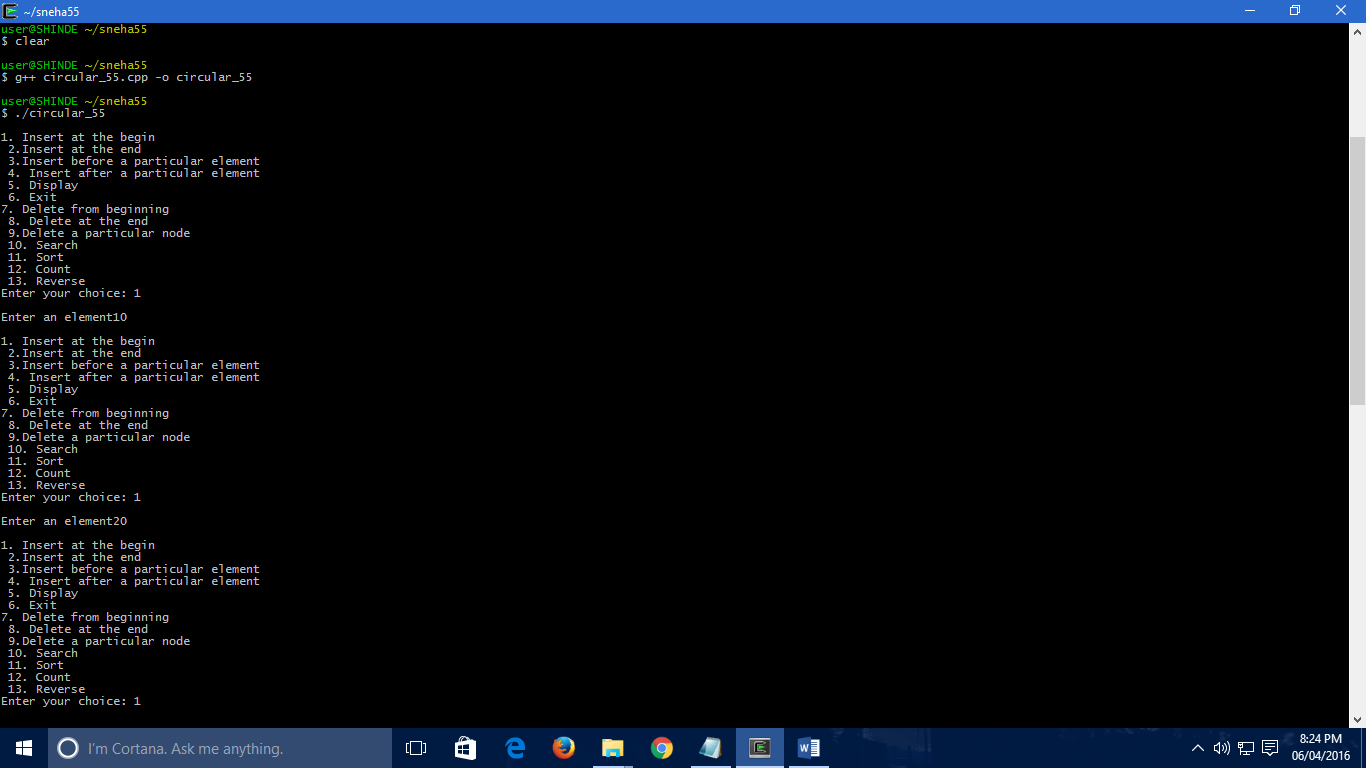 ~/sneha55
user@SHINDE ~/sneha55
$ clear
user@SHINDE ~/sneha55
$ g++ circular_55.cpp -o circular_55
user@SHINDE ~/sneha55
$ ./circular_55
1. Insert at the begin
 2.Insert at the end
 3.Insert before a particular element
 4. Insert after a particular element
 5. Display
 6. Exit
7. Delete from beginning
 8. Delete at the end
 9.Delete a particular node
 10. Search
 11. Sort
 12. Count
 13. Reverse
Enter your choice: 1
Enter an element10
1. Insert at the begin
 2.Insert at the end
 3.Insert before a particular element
 4. Insert after a particular element
 5. Display
 6. Exit
7. Delete from beginning
 8. Delete at the end
 9.Delete a particular node
 10. Search
 11. Sort
 12. Count
 13. Reverse
Enter your choice: 1
Enter an element20
1. Insert at the begin
 2.Insert at the end
 3.Insert before a particular element
 4. Insert after a particular element
 5. Display
 6. Exit
7. Delete from beginning
 8. Delete at the end
 9.Delete a particular node
 10. Search
 11. Sort
 12. Count
 13. Reverse
Enter your choice: 1
I'm Cortana. Ask me anything.
8:24 PM
06/04/2016